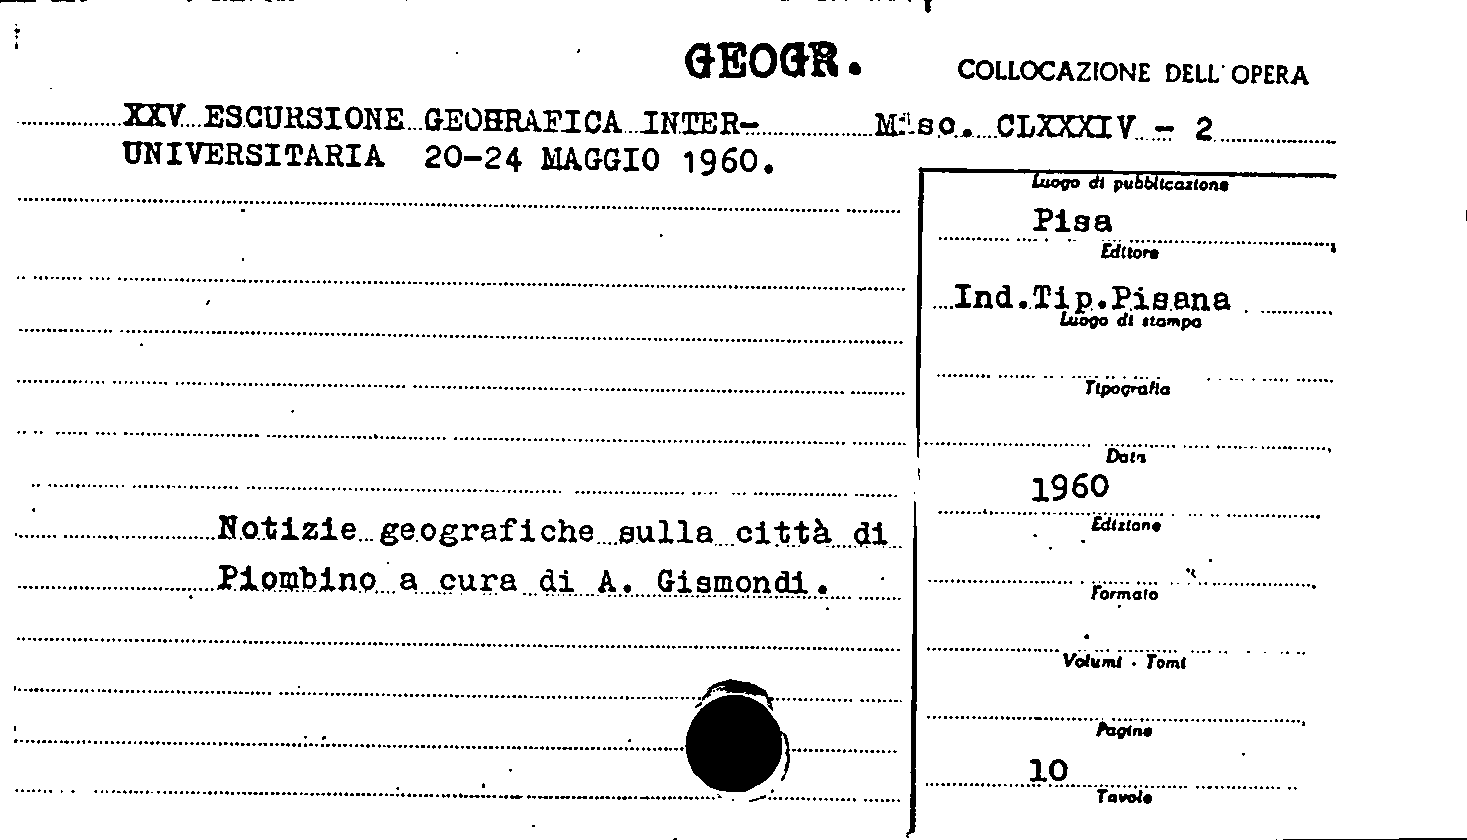 GEOGR.
COLLOCAZIONE DELL'OPERA
XXV ESCURSIONE GEOGRAFICA INTER-
UNIVERSITARIA 20-24 MAGGIO 1960.
Misc. CLXXXIV - 2
Luogo di pubblicazione
Pisa
Editore
Ind.Tip.Pisana
Luogo di stampa
Tipografia
Data
1960
Edizione
Notizie geografiche sulla città di
Piombino a cura di A. Gismondi.
Formato
Volumi - Tomi
Pagine
10
Tavole